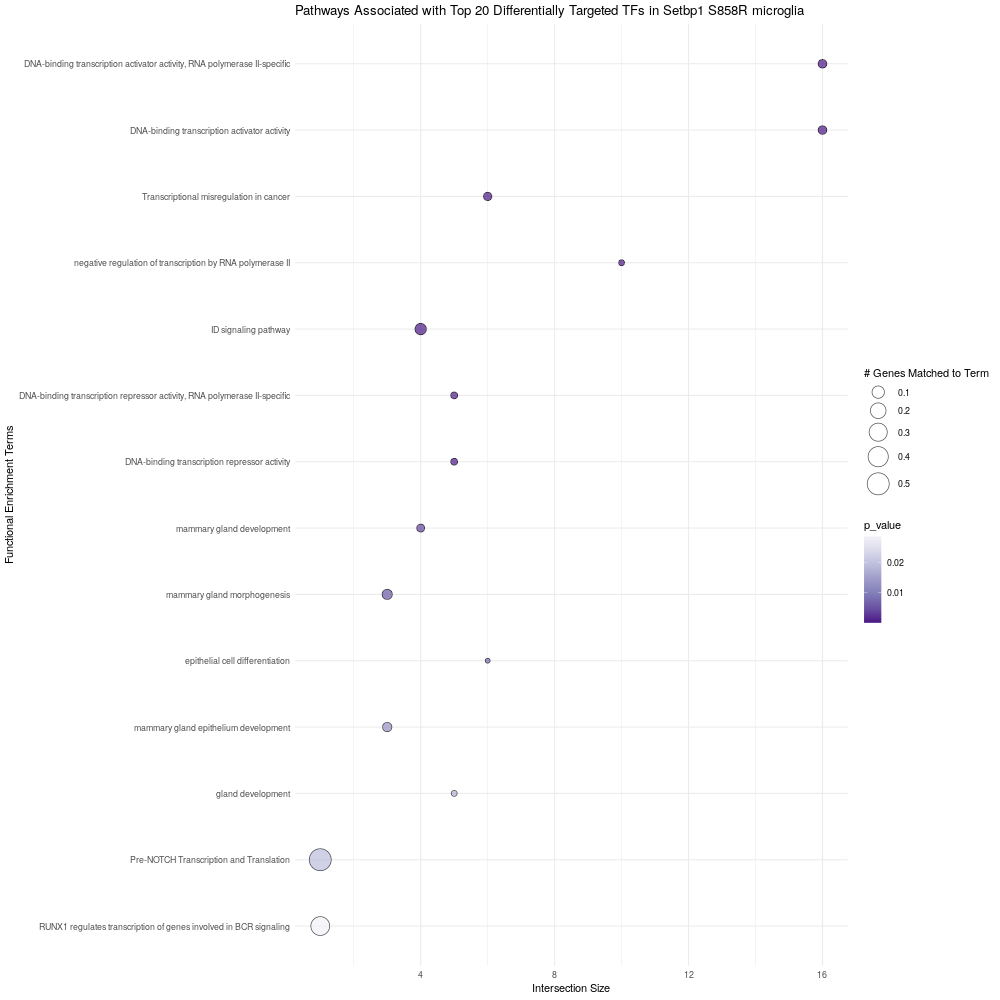 Pathways Associated with Top 20 Differentially Targeted TFs in Setbp1 S858R microglia
Functional Enrichment Terms
DNA-binding transcription activator activity, RNA polymerase II-specific
DNA-binding transcription activator activity
Transcriptional misregulation in cancer
negative regulation of transcription by RNA polymerase II
ID signaling pathway
DNA-binding transcription repressor activity, RNA polymerase II-specific
DNA-binding transcription repressor activity
mammary gland development
mammary gland morphogenesis
epithelial cell differentiation
mammary gland epithelium development
gland development
Pre-NOTCH Transcription and Translation
RUNX1 regulates transcription of genes involved in BCR signaling
4 8 12 16
Intersection Size
# Genes Matched to Term
0.1
0.2
0.3
0.4
0.5
p_value
0.02
0.01